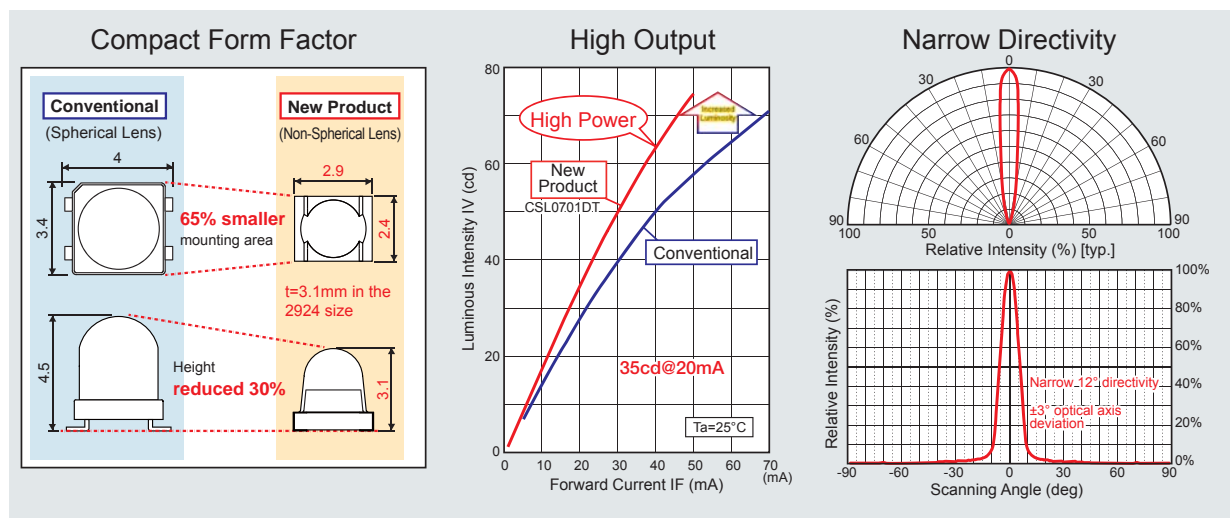 Compact Form Factor
Conventional
(Spherical Lens)
New Product
(Non-Spherical Lens)
4
3.4
65% smaller
mounting area
2.9
2.4
t=3.1mm in the
2924 size
4.5
Height
reduced 30%
3.1
High Output
Luminous Intensity IV (cd)
80
60
40
20
0
High Power
Increased
Luminosity
New
Product
CSL0701DT
Conventional
35cd@20mA
Ta=25°C
0 10 20 30 40 50 60 70
(mA)
Forward Current IF (mA)
Narrow Directivity
0
30 30
60 60
90 90
100 50 0 50 100
Relative Intensity (%) [typ.]
Relative Intensity (%)
100%
80%
60%
40%
20%
0%
Narrow 12° directivity
±3° optical axis
deviation
-90 -60 -30 0 30 60 90
Scanning Angle (deg)